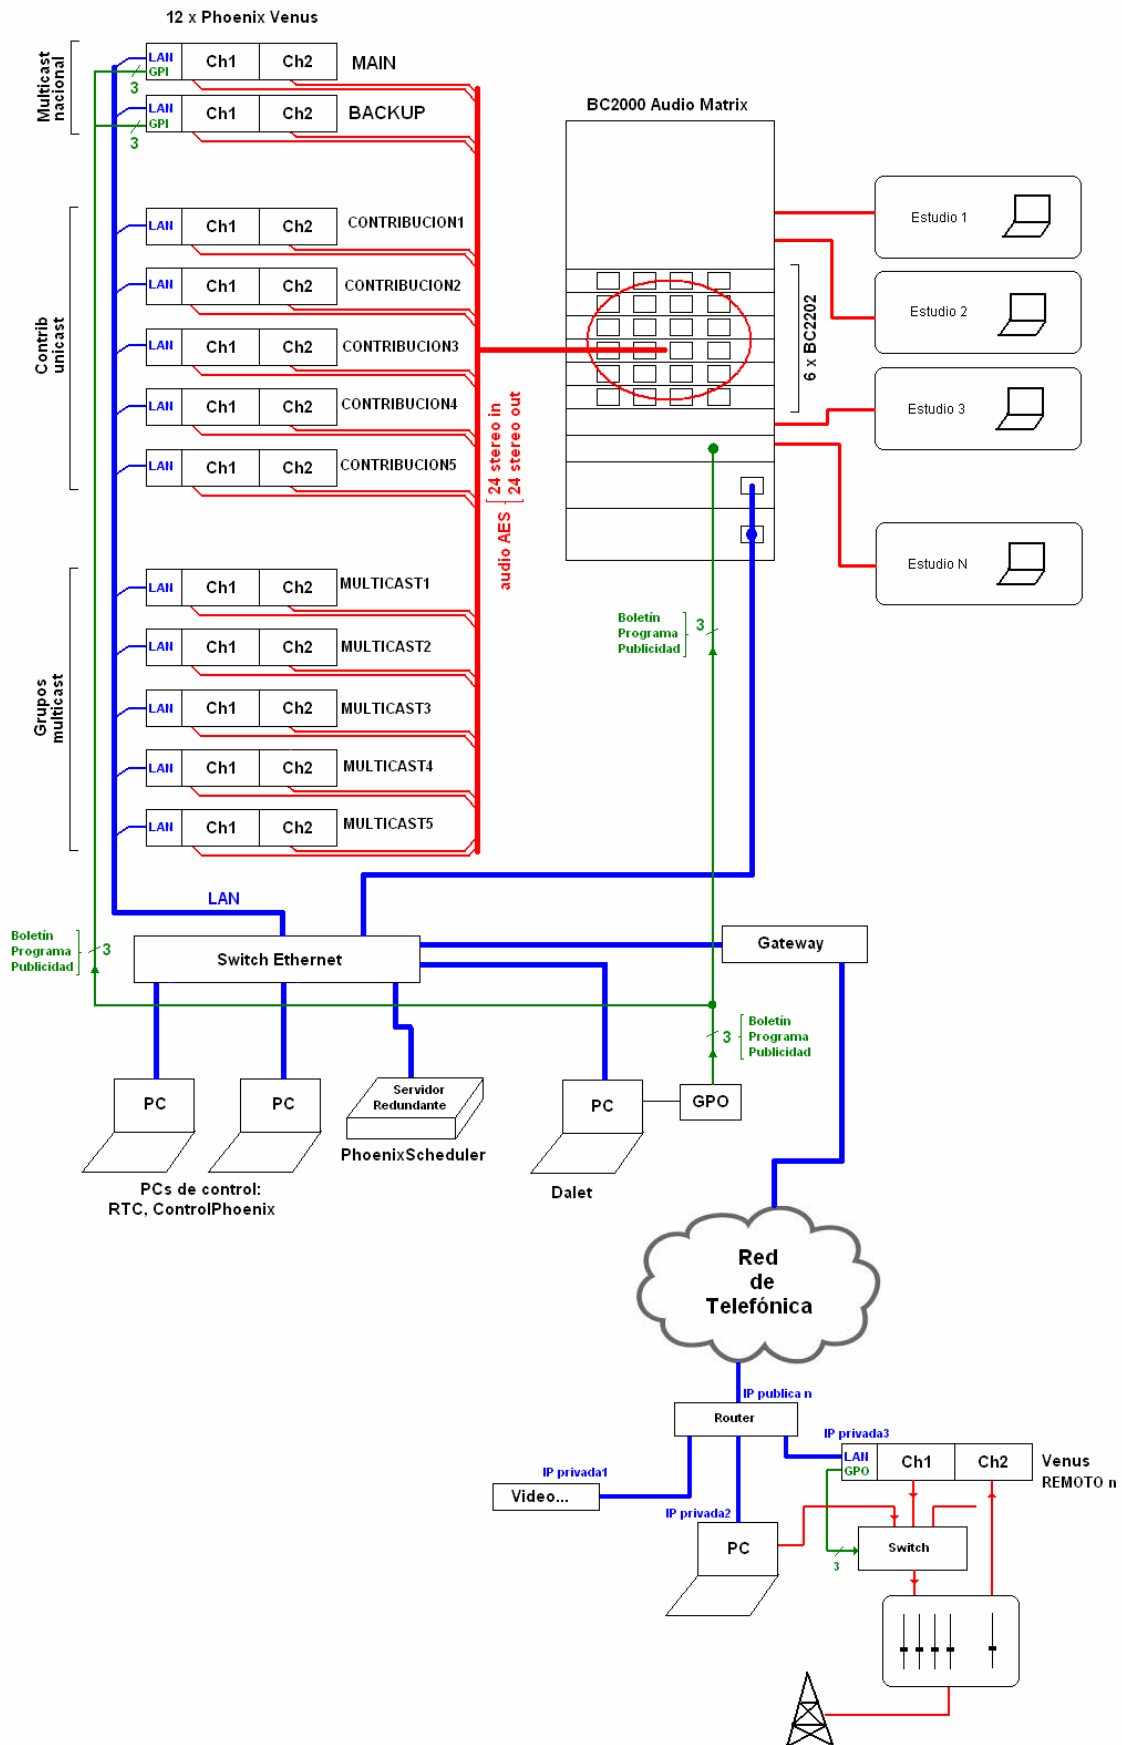 12 x Phoenix Venus
Multicast
nacional
LAN
GPI
Ch1
Ch2
MAIN
3
LAN
GPI
Ch1
Ch2
BACKUP
3
Contrib
unicast
LAN
Ch1
Ch2
CONTRIBUCION1
LAN
Ch1
Ch2
CONTRIBUCION2
LAN
Ch1
Ch2
CONTRIBUCION3
LAN
Ch1
Ch2
CONTRIBUCION4
LAN
Ch1
Ch2
CONTRIBUCION5
Grupos
multicast
LAN
Ch1
Ch2
MULTICAST1
LAN
Ch1
Ch2
MULTICAST2
LAN
Ch1
Ch2
MULTICAST3
LAN
Ch1
Ch2
MULTICAST4
LAN
Ch1
Ch2
MULTICAST5
audio AES
24 stereo in
24 stereo out
BC2000 Audio Matrix
6 x BC2202
Estudio 1
Estudio 2
Estudio 3
Estudio N
Boletín
Programa
Publicidad
3
LAN
Boletín
Programa
Publicidad
3
Switch Ethernet
Gateway
Boletín
Programa
Publicidad
3
PC
PC
Servidor
Redundante
PhoenixScheduler
PC
GPO
Dalet
PCs de control:
RTC, ControlPhoenix
Red
de
Telefónica
IP publica n
Router
IP privada3
LAN
GPO
Ch1
Ch2
Venus
REMOTO n
IP privada1
Video...
IP privada2
PC
Switch
3